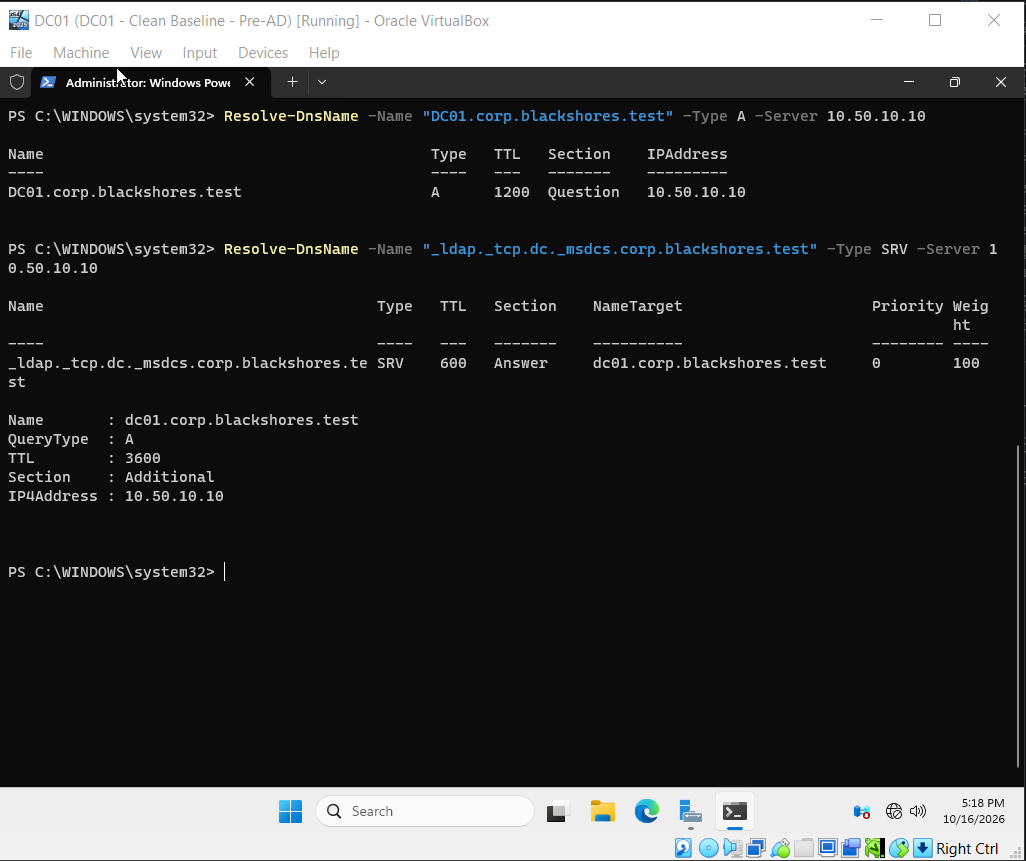 DC01 (DC01 - Clean Baseline - Pre-AD) [Running] - Oracle VirtualBox
File Machine View Input Devices Help
Administrator: Windows Powe
PS C:\WINDOWS\system32> Resolve-DnsName -Name "DC01.corp.blackshores.test" -Type A -Server 10.50.10.10
Name Type TTL Section IPAddress
---- ---- --- ------- ---------
DC01.corp.blackshores.test A 1200 Question 10.50.10.10
PS C:\WINDOWS\system32> Resolve-DnsName -Name "_ldap._tcp.dc._msdcs.corp.blackshores.test" -Type SRV -Server 1
0.50.10.10
Name Type TTL Section NameTarget Priority Weig
ht
---- ---- --- ------- ---------- -------- ----
_ldap._tcp.dc._msdcs.corp.blackshores.te SRV 600 Answer dc01.corp.blackshores.test 0 100
st
Name : dc01.corp.blackshores.test
QueryType : A
TTL : 3600
Section : Additional
IP4Address : 10.50.10.10
PS C:\WINDOWS\system32>
Search
5:18 PM
10/16/2026
Right Ctrl